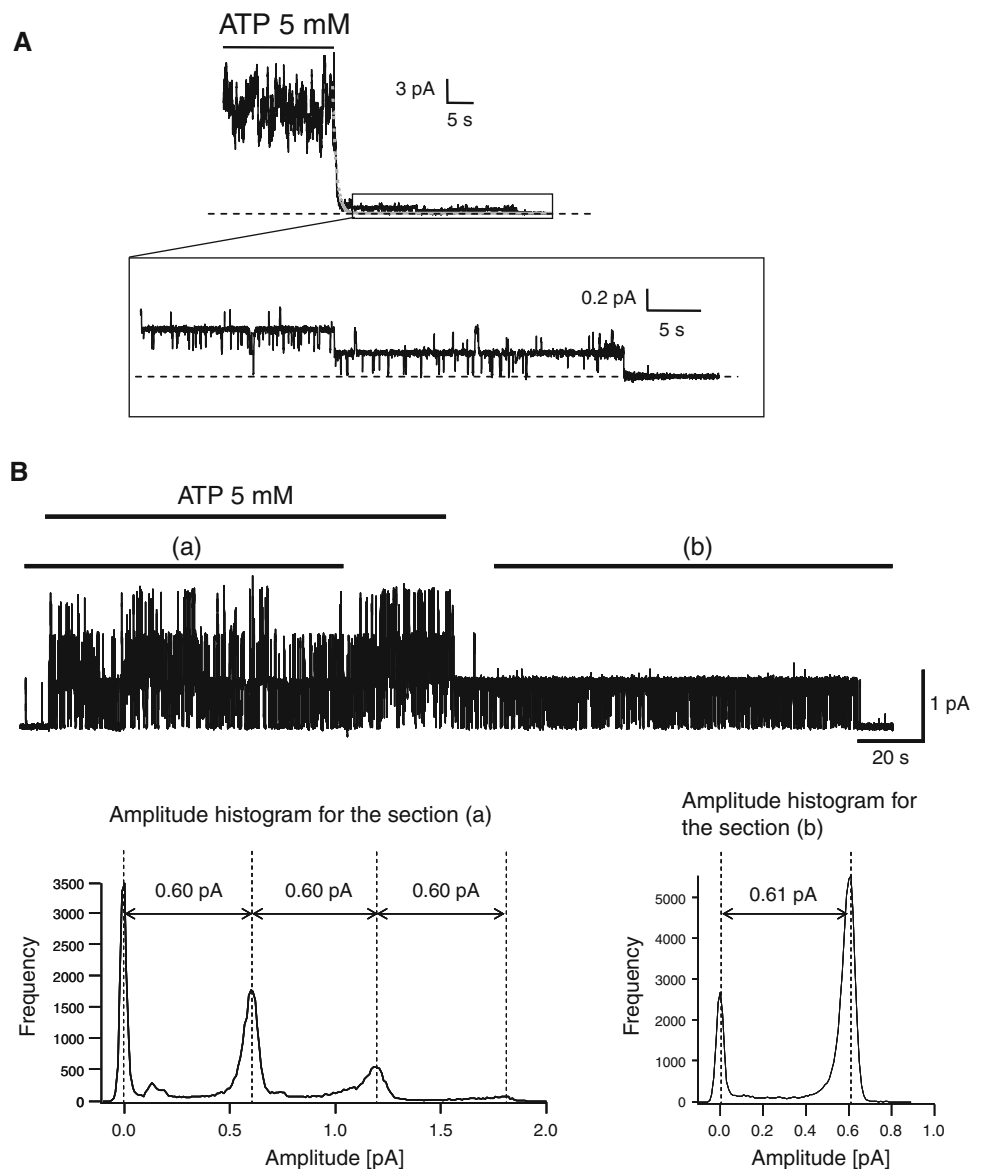 A
ATP 5 mM
3 pA
5 s
0.2 pA
5 s
B
ATP 5 mM
(a)
(b)
1 pA
20 s
Amplitude histogram for the section (a)
0.60 pA
0.60 pA
0.60 pA
3500
3000
2500
2000
1500
1000
500
0
Frequency
0.0
0.5
1.0
1.5
2.0
Amplitude [pA]
Amplitude histogram for
the section (b)
0.61 pA
5000
4000
3000
2000
1000
0
Frequency
0.0
0.2
0.4
0.6
0.8
1.0
Amplitude [pA]